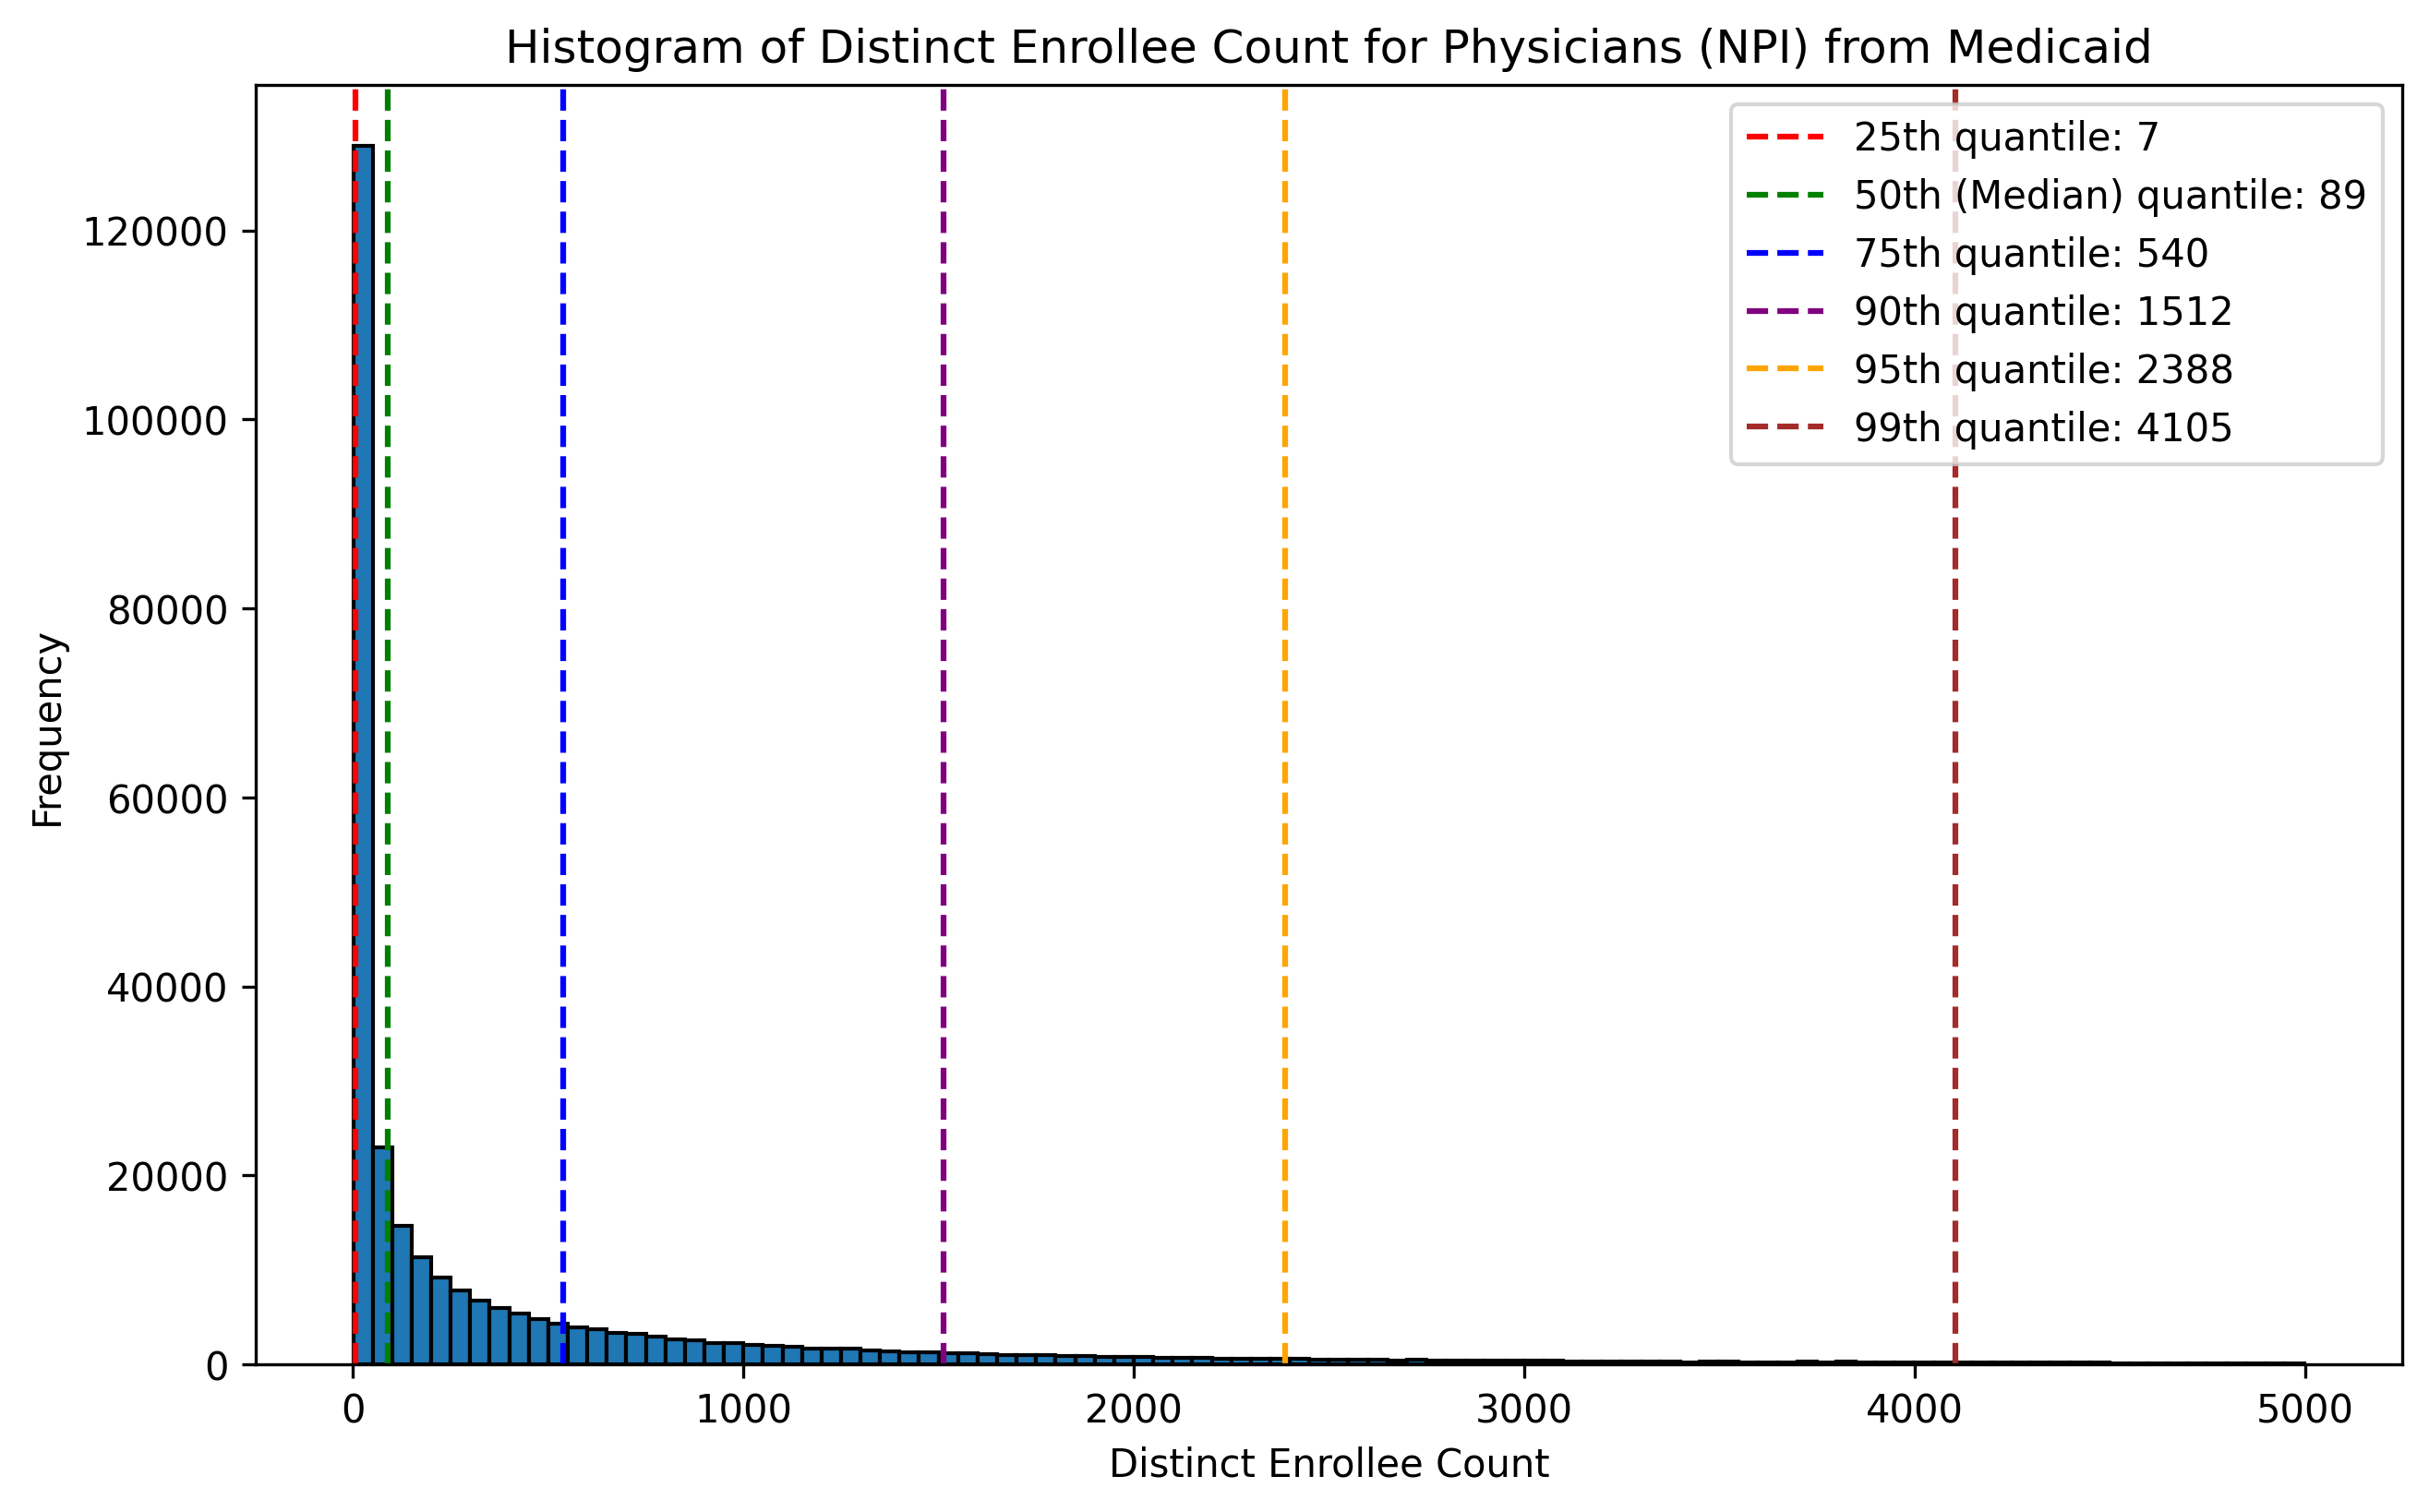 Histogram of Distinct Enrollee Count for Physicians (NPI) from Medicaid
25th quantile: 7
50th (Median) quantile: 89
75th quantile: 540
90th quantile: 1512
95th quantile: 2388
99th quantile: 4105
120000
100000
80000
60000
40000
20000
0
Frequency
0 1000 2000 3000 4000 5000
Distinct Enrollee Count